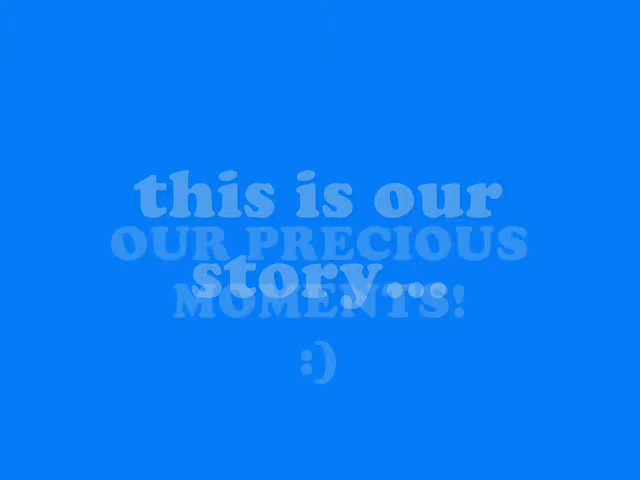 this is our
OUR PRECIOUS
story...
MOMENTS!
:)